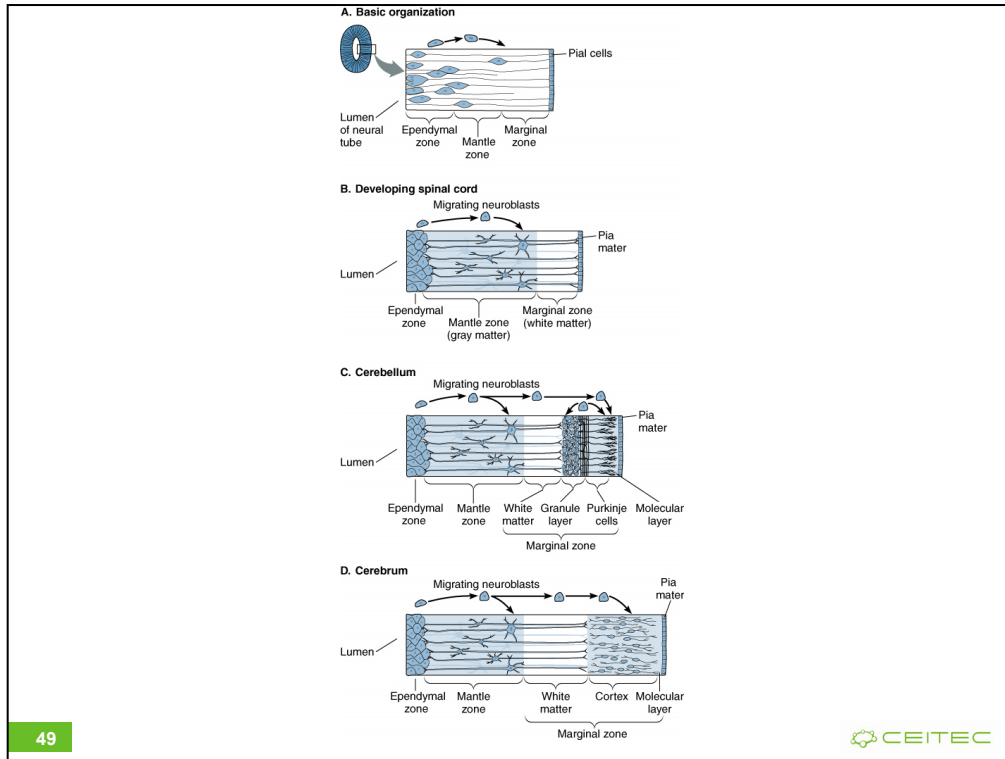 A. Basic organization
Pial cells
Lumen
of neural
tube
Ependymal
zone
Mantle
zone
Marginal
zone
B. Developing spinal cord
Migrating neuroblasts
Pia
mater
Lumen
Ependymal
zone
Mantle zone
(gray matter)
Marginal zone
(white matter)
C. Cerebellum
Migrating neuroblasts
Pia
mater
Lumen
Ependymal
zone
Mantle
zone
White
matter
Granule
layer
Purkinje
cells
Molecular
layer
Marginal zone
D. Cerebrum
Migrating neuroblasts
Pia
mater
Lumen
Ependymal
zone
Mantle
zone
White
matter
Cortex
Molecular
layer
Marginal zone
49
CEITEC